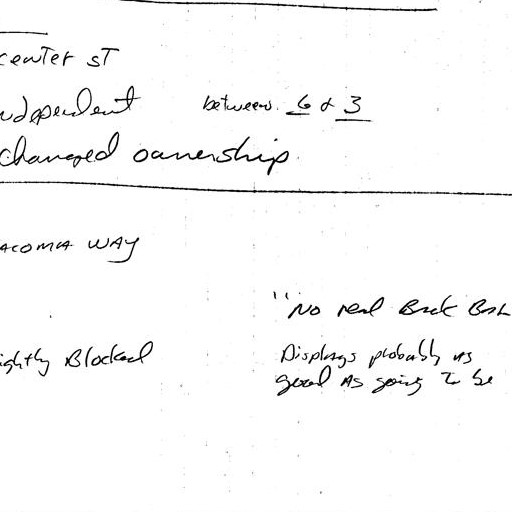 center ST
ndependent between 6 & 3
changed ownership
ACOMA WAY
"No real Back Bar
ightly Blocked
Displays probably as
good AS going To be